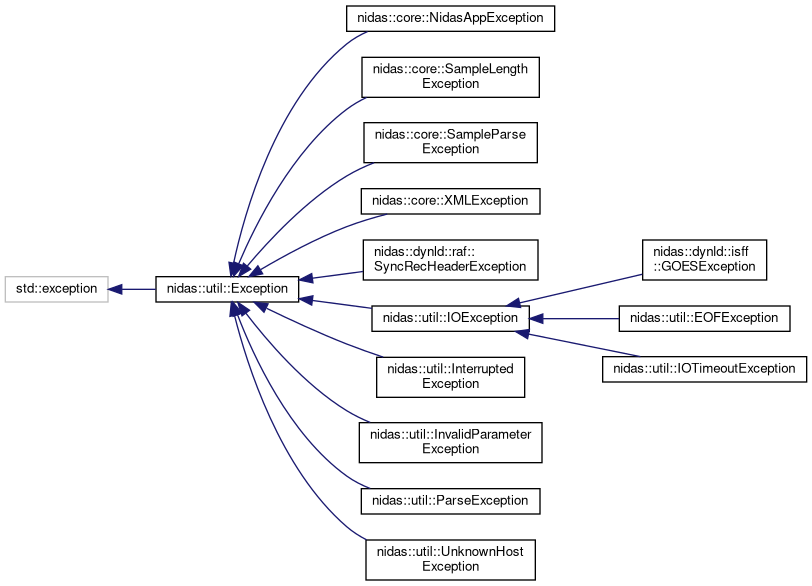 std::exception
nidas::util::Exception
nidas::core::NidasAppException
nidas::core::SampleLength
Exception
nidas::core::SampleParse
Exception
nidas::core::XMLException
nidas::dynld::raf::
SyncRecHeaderException
nidas::util::IOException
nidas::util::Interrupted
Exception
nidas::util::InvalidParameter
Exception
nidas::util::ParseException
nidas::util::UnknownHost
Exception
nidas::dynld::isff
::GOESException
nidas::util::EOFException
nidas::util::IOTimeoutException